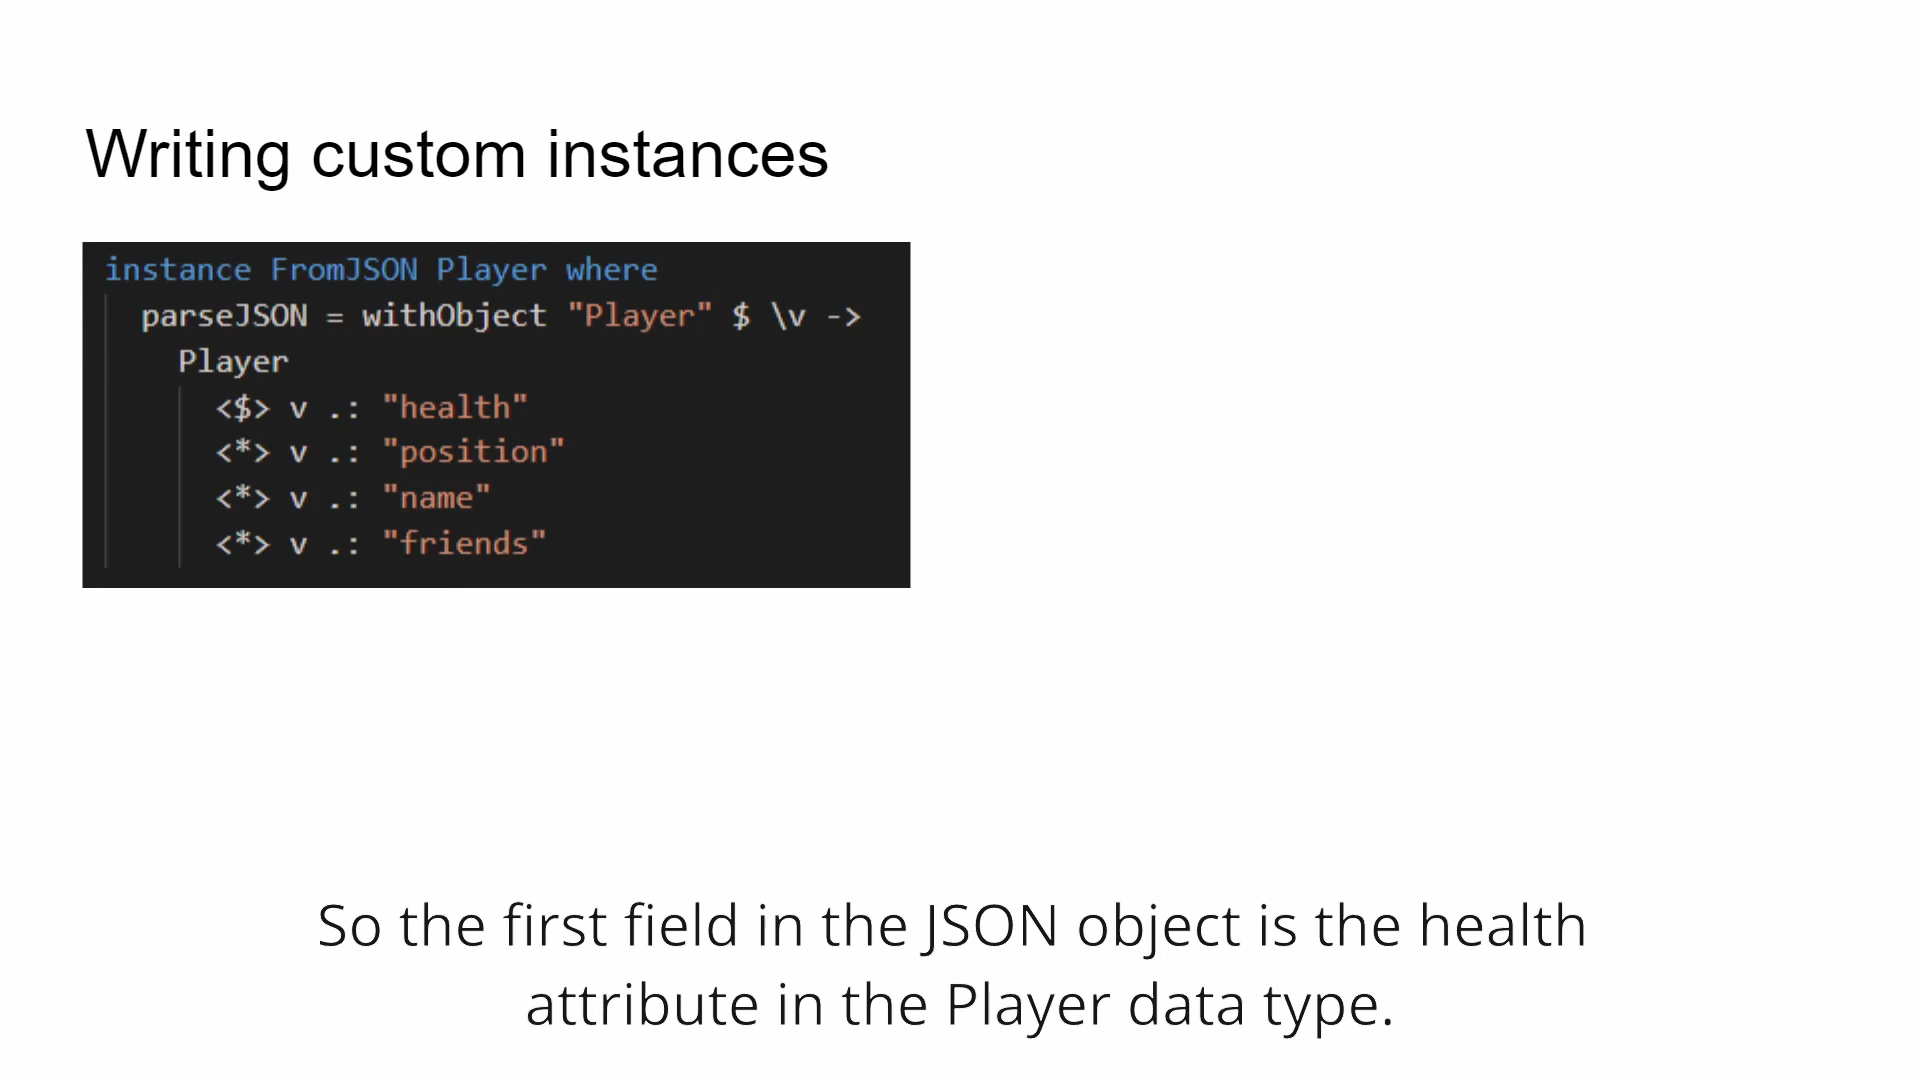 Writing custom instances
instance FromJSON Player where
parseJSON = withObject "Player" $ \v ->
Player
<$> v .: "health"
<*> v .: "position"
<*> v .: "name"
<*> v .: "friends"
So the first field in the JSON object is the health
attribute in the Player data type.